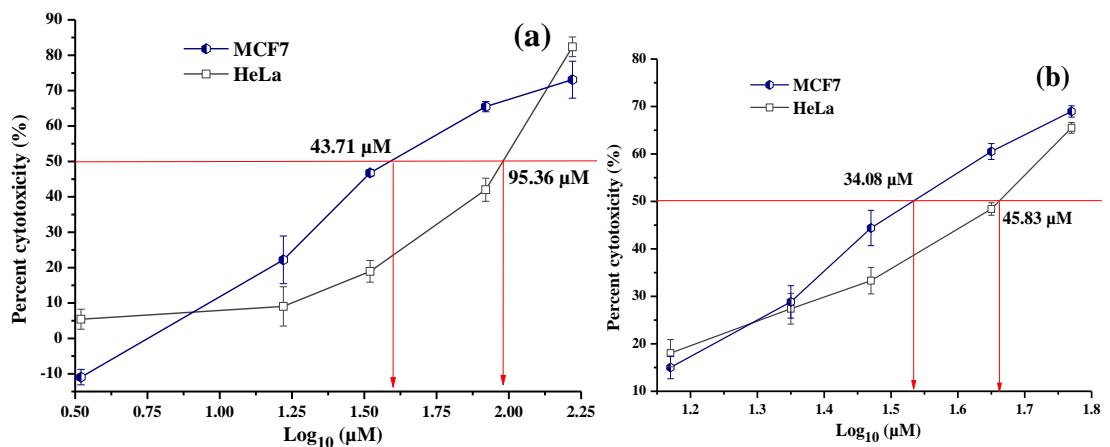 (a)
MCF7
HeLa
Percent cytotoxicity (%)
90
80
70
60
50
40
30
20
10
0
-10
43.71 μM
95.36 μM
0.50 0.75 1.00 1.25 1.50 1.75 2.00 2.25
Log10 (μM)
(b)
MCF7
HeLa
Percent cytotoxicity (%)
80
70
60
50
40
30
20
10
34.08 μM
45.83 μM
1.2 1.3 1.4 1.5 1.6 1.7 1.8
Log10 (μM)